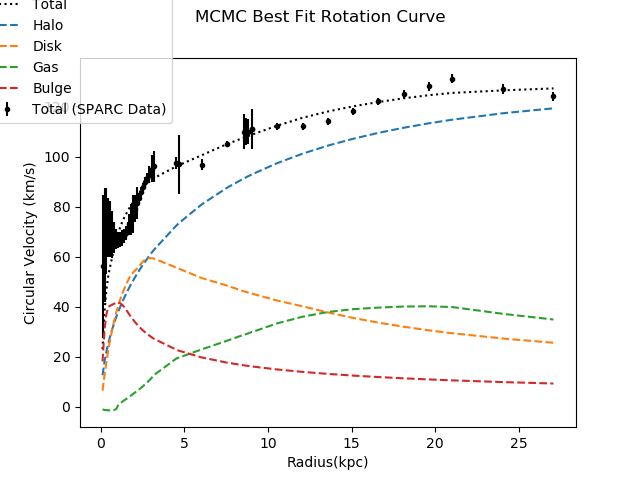 MCMC Best Fit Rotation Curve
Total
Halo
Disk
Gas
Bulge
Total (SPARC Data)
100
80
60
40
20
0
Circular Velocity (km/s)
0
5
10
15
20
25
Radius(kpc)